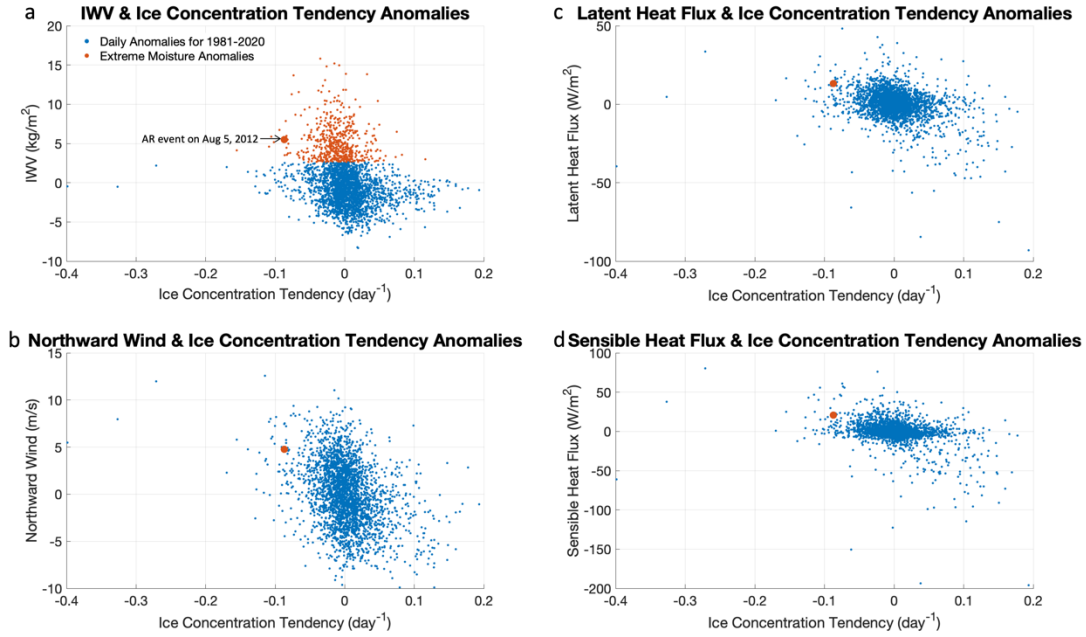 a
IWV & Ice Concentration Tendency Anomalies
20
15
10
5
0
-5
-10
IWV (kg/m2)
Daily Anomalies for 1981-2020
Extreme Moisture Anomalies
AR event on Aug 5, 2012
-0.4 -0.3 -0.2 -0.1 0 0.1 0.2
Ice Concentration Tendency (day-1)
c
Latent Heat Flux & Ice Concentration Tendency Anomalies
50
0
-50
-100
Latent Heat Flux (W/m2)
-0.4 -0.3 -0.2 -0.1 0 0.1 0.2
Ice Concentration Tendency (day-1)
b
Northward Wind & Ice Concentration Tendency Anomalies
15
10
5
0
-5
-10
Northward Wind (m/s)
-0.4 -0.3 -0.2 -0.1 0 0.1 0.2
Ice Concentration Tendency (day-1)
d
Sensible Heat Flux & Ice Concentration Tendency Anomalies
100
50
0
-50
-100
-150
-200
Sensible Heat Flux (W/m2)
-0.4 -0.3 -0.2 -0.1 0 0.1 0.2
Ice Concentration Tendency (day-1)